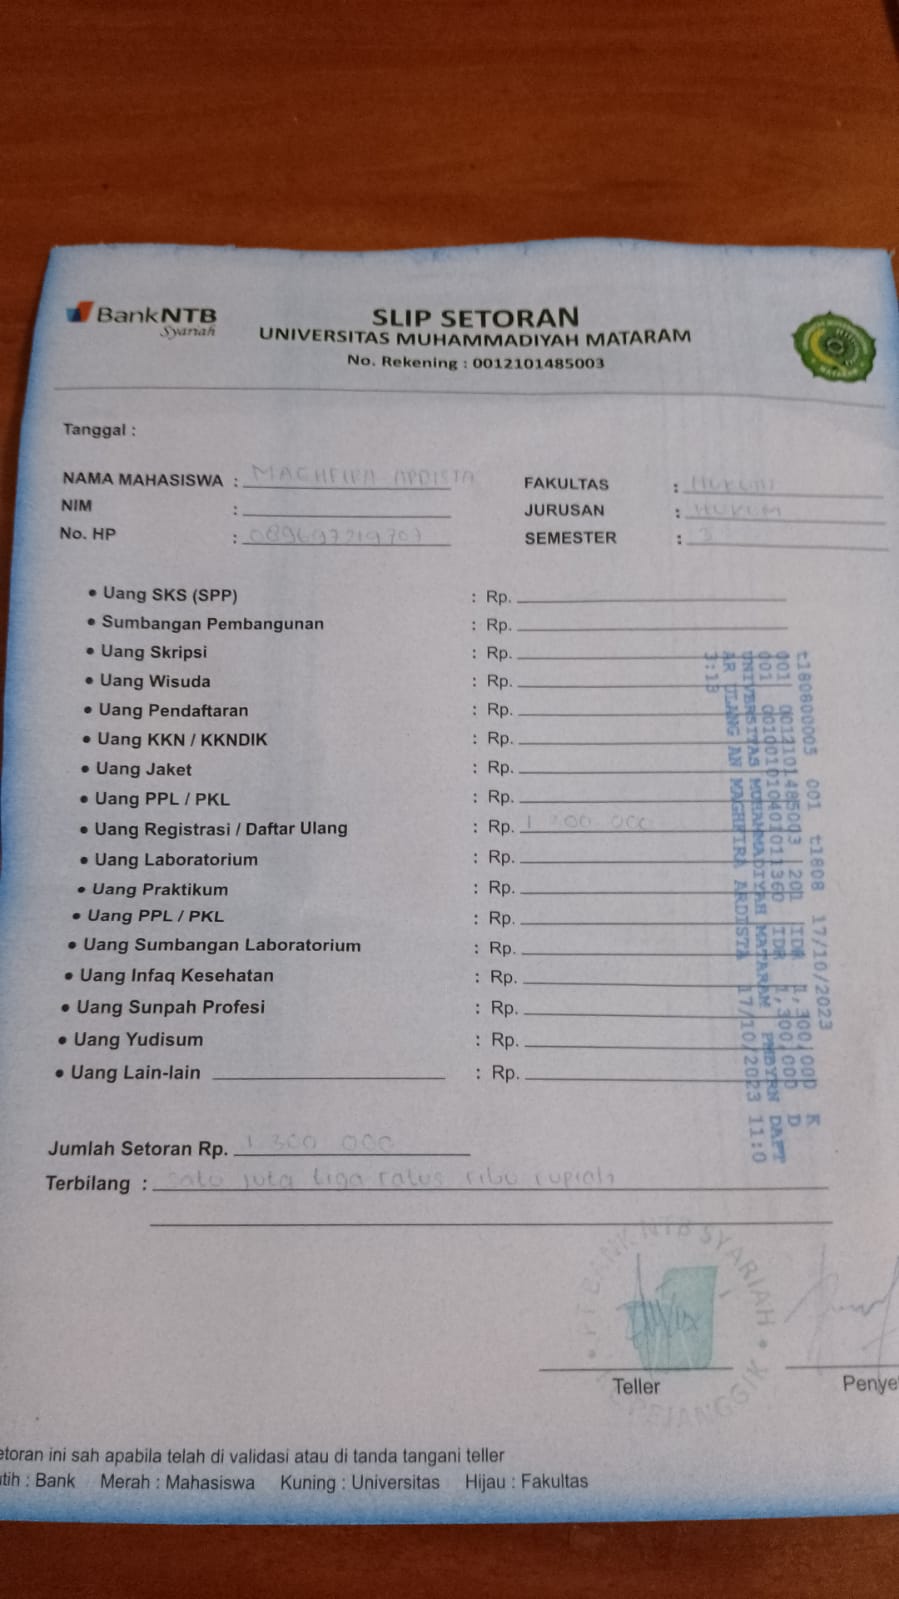 BankNTB
Syariah
SLIP SETORAN
UNIVERSITAS MUHAMMADIYAH MATARAM
No. Rekening : 0012101485003
Tanggal :
NAMA MAHASISWA : MAGHFIRA ARDISTA
FAKULTAS : HUKUM
NIM :
JURUSAN : HUKUM
No. HP : 089697219707
SEMESTER : 3
• Uang SKS (SPP) : Rp.
• Sumbangan Pembangunan : Rp.
• Uang Skripsi : Rp.
• Uang Wisuda : Rp.
• Uang Pendaftaran : Rp.
• Uang KKN / KKNDIK : Rp.
• Uang Jaket : Rp.
• Uang PPL / PKL : Rp.
• Uang Registrasi / Daftar Ulang : Rp. 1 300 000
• Uang Laboratorium : Rp.
• Uang Praktikum : Rp.
• Uang PPL / PKL : Rp.
• Uang Sumbangan Laboratorium : Rp.
• Uang Infaq Kesehatan : Rp.
• Uang Sunpah Profesi : Rp.
• Uang Yudisum : Rp.
• Uang Lain-lain : Rp.
t180800005 001 t1808 17/10/2023
001 0012101485003 201 IDR 1,300,000 K
001 001001010401011360 IDR 1,300,000 D
UNIVERSITAS MUHAMMADIYAH MATARAM PMBYRN DAFT
AR ULANG AN MAGHFIRA ARDISTA 17/10/2023 11:0
3:13
Jumlah Setoran Rp. 1 300 000
Terbilang : satu juta tiga ratus ribu rupiah
PT BANK NTB SYARIAH
PEJANGGIK
Teller
Penye
etoran ini sah apabila telah di validasi atau di tanda tangani teller
utih : Bank Merah : Mahasiswa Kuning : Universitas Hijau : Fakultas